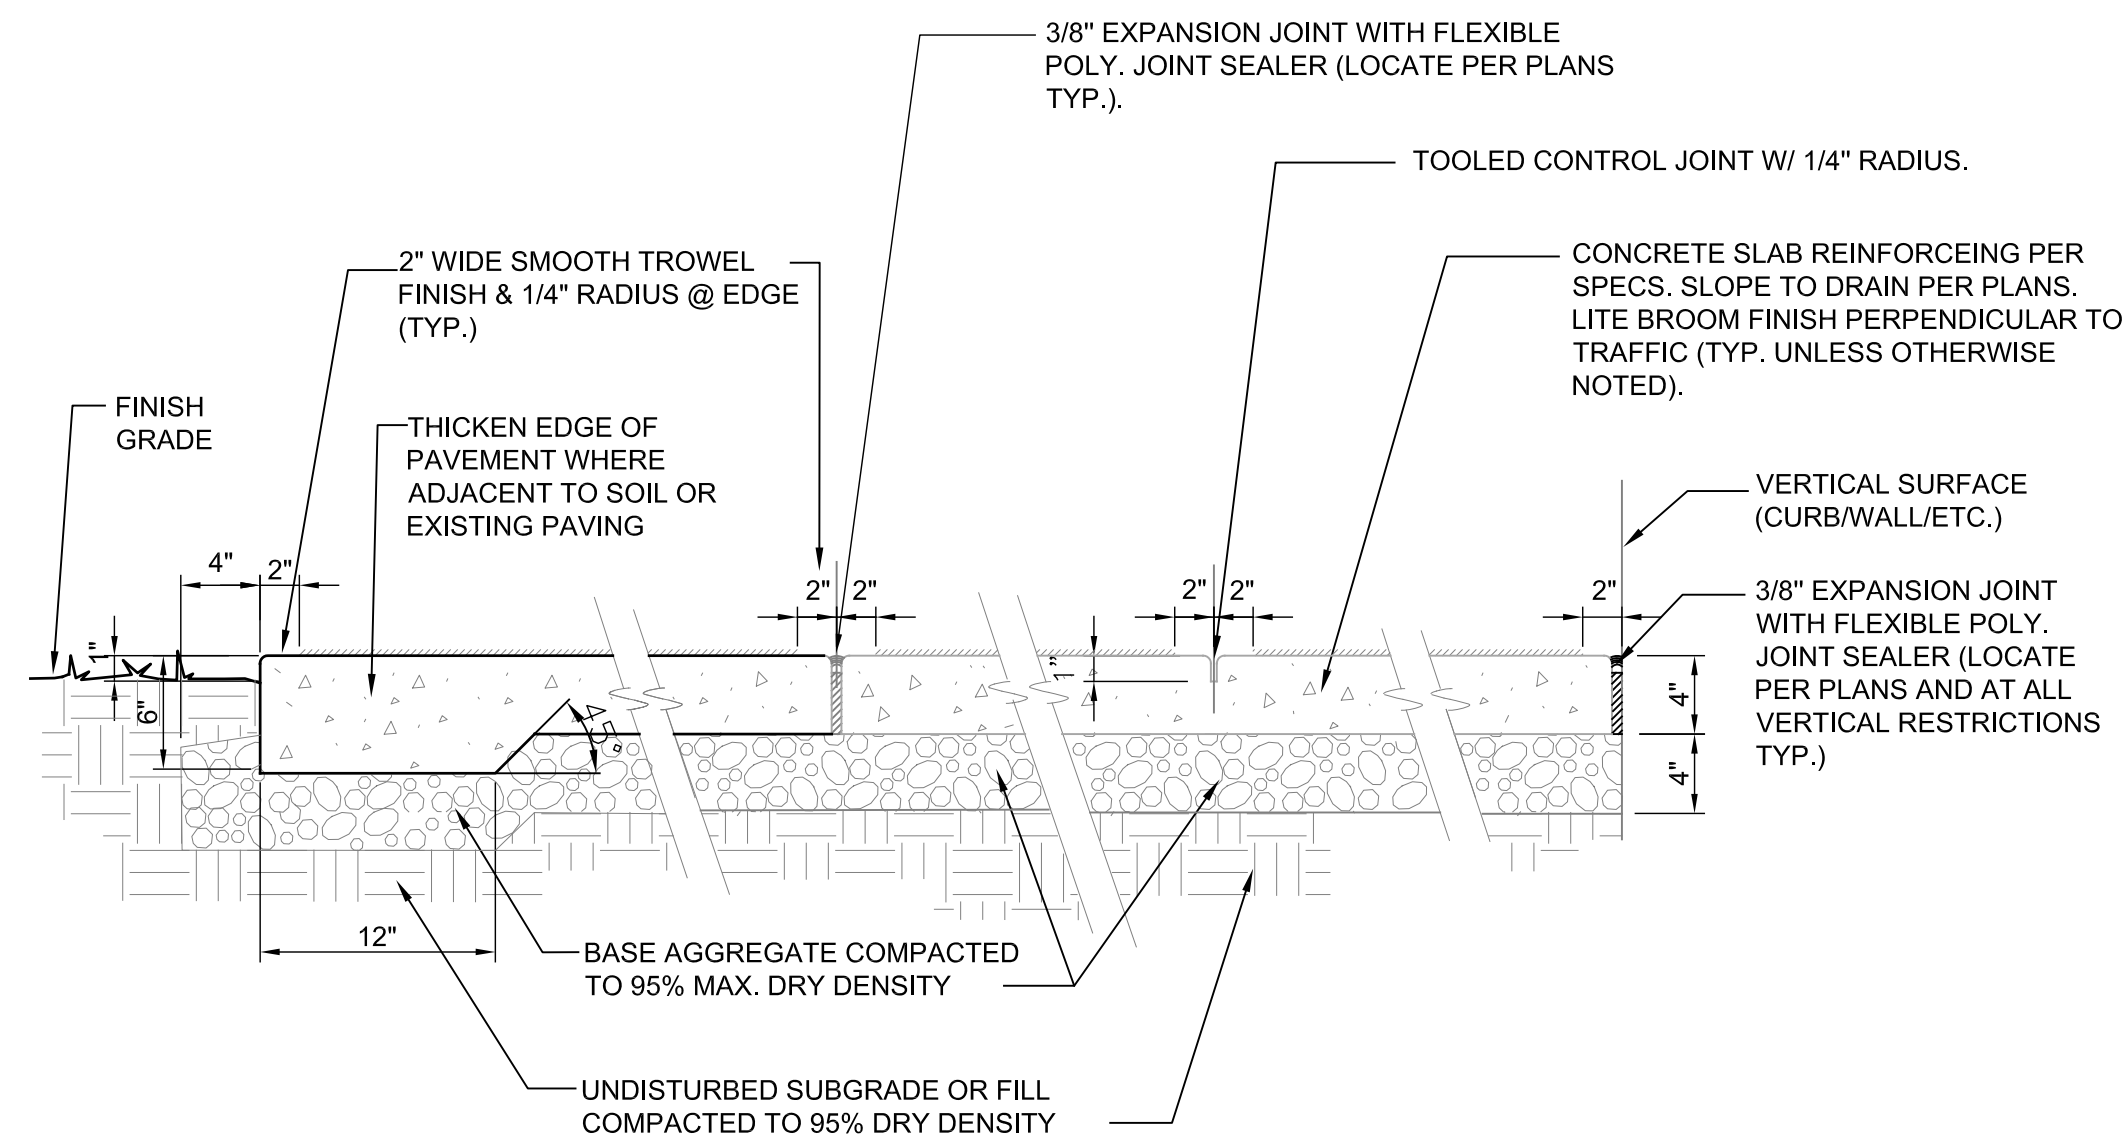 3/8" EXPANSION JOINT WITH FLEXIBLE
POLY. JOINT SEALER (LOCATE PER PLANS
TYP.).
TOOLED CONTROL JOINT W/ 1/4" RADIUS.
2" WIDE SMOOTH TROWEL
FINISH & 1/4" RADIUS @ EDGE
(TYP.)
CONCRETE SLAB REINFORCEING PER
SPECS. SLOPE TO DRAIN PER PLANS.
LITE BROOM FINISH PERPENDICULAR TO
TRAFFIC (TYP. UNLESS OTHERWISE
NOTED).
FINISH
GRADE
THICKEN EDGE OF
PAVEMENT WHERE
ADJACENT TO SOIL OR
EXISTING PAVING
VERTICAL SURFACE
(CURB/WALL/ETC.)
3/8" EXPANSION JOINT
WITH FLEXIBLE POLY.
JOINT SEALER (LOCATE
PER PLANS AND AT ALL
VERTICAL RESTRICTIONS
TYP.)
4"
2"
2"
2"
2"
2"
2"
1"
6"
45°
1"
4"
4"
12"
BASE AGGREGATE COMPACTED
TO 95% MAX. DRY DENSITY
UNDISTURBED SUBGRADE OR FILL
COMPACTED TO 95% DRY DENSITY